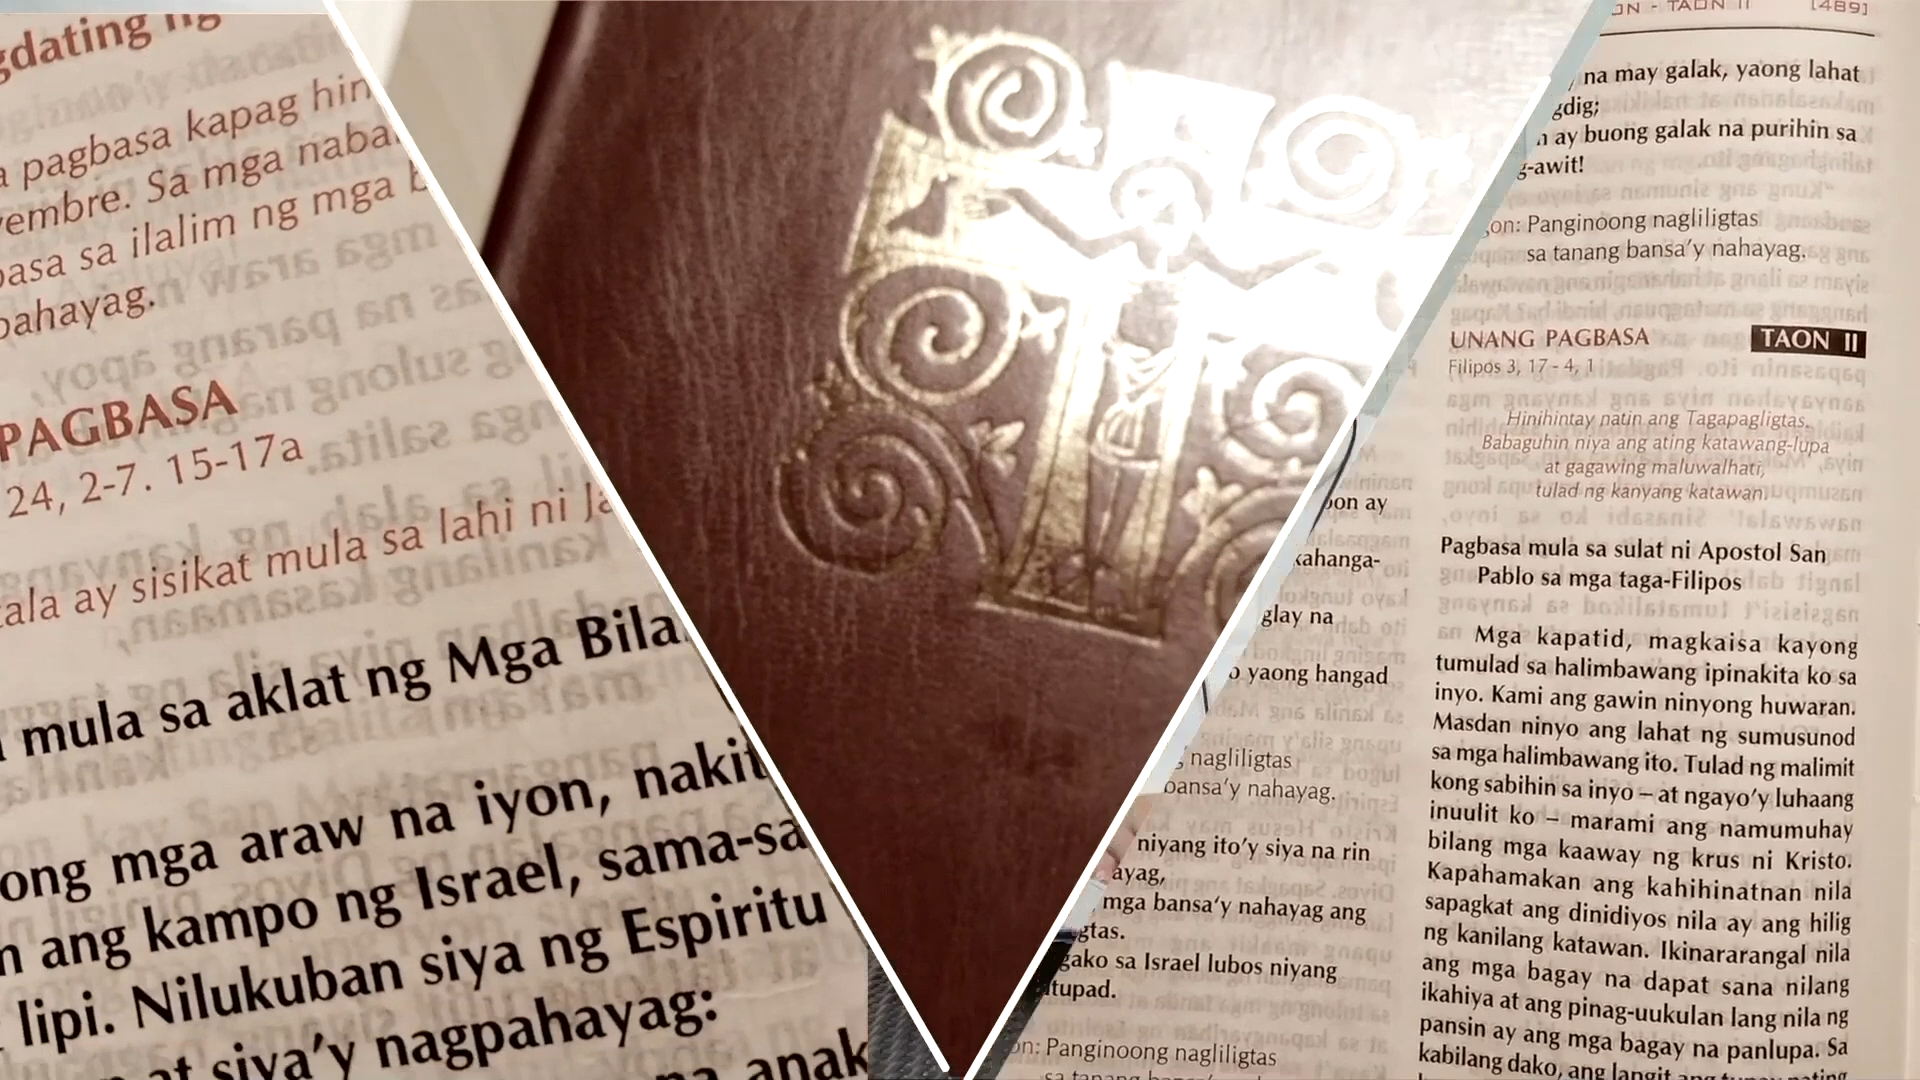 gdating ng
pagbasa kapag hin
embre. Sa mga naba
basa sa ilalim ng mga
pahayag.
PAGBASA
24, 2-7. 15-17a
tala ay sisikat mula sa lahi ni Ja
mula sa aklat ng Mga Bila
ong mga araw na iyon, nakit
ang kampo ng Israel, sama-sa
lipi. Nilukuban siya ng Espiritu
at siya'y nagpahayag:
na anak
oon ay
kahanga-
glay na
yaong hangad
nagliligtas
bansa'y nahayag.
niyang ito'y siya na rin
ayag,
mga bansa'y nahayag ang
gtas.
gako sa Israel lubos niyang
tupad.
on: Panginoong nagliligtas
sa tanang
ON - TAON II [489]
na may galak, yaong lahat
gdig;
ay buong galak na purihin sa
g-awit!
on: Panginoong nagliligtas
sa tanang bansa'y nahayag.
UNANG PAGBASA TAON II
Filipos 3, 17 - 4, 1
Hinihintay natin ang Tagapagligtas.
Babaguhin niya ang ating katawang-lupa
at gagawing maluwalhati,
tulad ng kanyang katawan.
Pagbasa mula sa sulat ni Apostol San
Pablo sa mga taga-Filipos
Mga kapatid, magkaisa kayong
tumulad sa halimbawang ipinakita ko sa
inyo. Kami ang gawin ninyong huwaran.
Masdan ninyo ang lahat ng sumusunod
sa mga halimbawang ito. Tulad ng malimit
kong sabihin sa inyo – at ngayo'y luhaang
inuulit ko – marami ang namumuhay
bilang mga kaaway ng krus ni Kristo.
Kapahamakan ang kahihinatnan nila
sapagkat ang dinidiyos nila ay ang hilig
ng kanilang katawan. Ikinararangal nila
ang mga bagay na dapat sana nilang
ikahiya at ang pinag-uukulan lang nila ng
pansin ay ang mga bagay na panlupa. Sa
kabilang dako, ang langit ang tunay nating